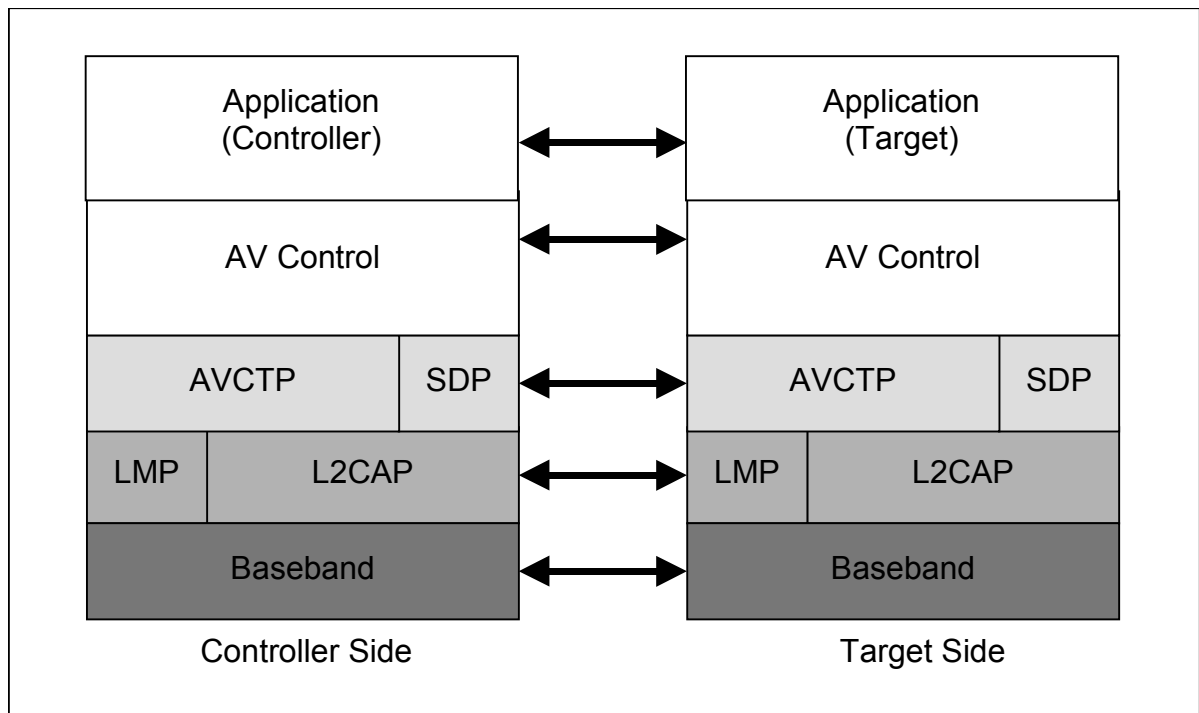 Application
(Controller)
Application
(Target)
AV Control
AV Control
AVCTP
SDP
AVCTP
SDP
LMP
L2CAP
LMP
L2CAP
Baseband
Baseband
Controller Side
Target Side